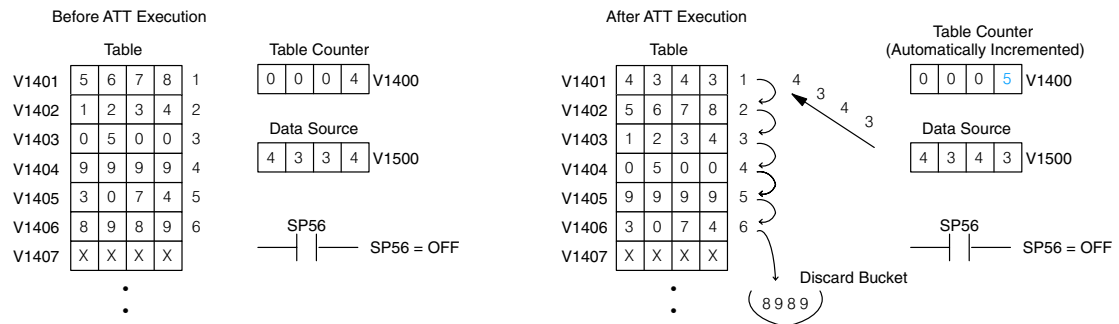 Before ATT Execution
Table
V1401 5 6 7 8 1
V1402 1 2 3 4 2
V1403 0 5 0 0 3
V1404 9 9 9 9 4
V1405 3 0 7 4 5
V1406 8 9 8 9 6
V1407 X X X X
Table Counter
0 0 0 4 V1400
Data Source
4 3 3 4 V1500
SP56
SP56 = OFF
After ATT Execution
Table
V1401 4 3 4 3 1
V1402 5 6 7 8 2
V1403 1 2 3 4 3
V1404 0 5 0 0 4
V1405 9 9 9 9 5
V1406 3 0 7 4 6
V1407 X X X X
4 3 4 3
Discard Bucket
8 9 8 9
Table Counter
(Automatically Incremented)
0 0 0 5 V1400
Data Source
4 3 4 3 V1500
SP56
SP56 = OFF